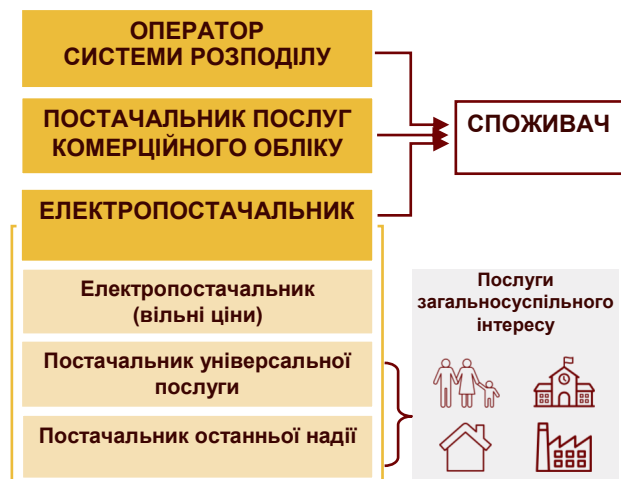 ОПЕРАТОР
СИСТЕМИ РОЗПОДІЛУ
ПОСТАЧАЛЬНИК ПОСЛУГ
КОМЕРЦІЙНОГО ОБЛІКУ
СПОЖИВАЧ
ЕЛЕКТРОПОСТАЧАЛЬНИК
Електропостачальник
(вільні ціни)
Постачальник універсальної
послуги
Постачальник останньої надії
Послуги
загальносуспільного
інтересу